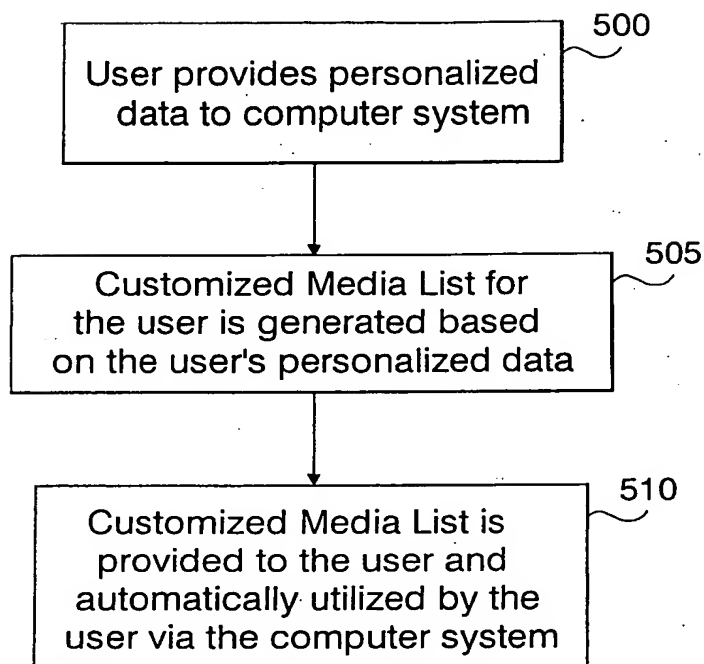 500
User provides personalized
data to computer system
505
Customized Media List for
the user is generated based
on the user's personalized data
510
Customized Media List is
provided to the user and
automatically utilized by the
user via the computer system